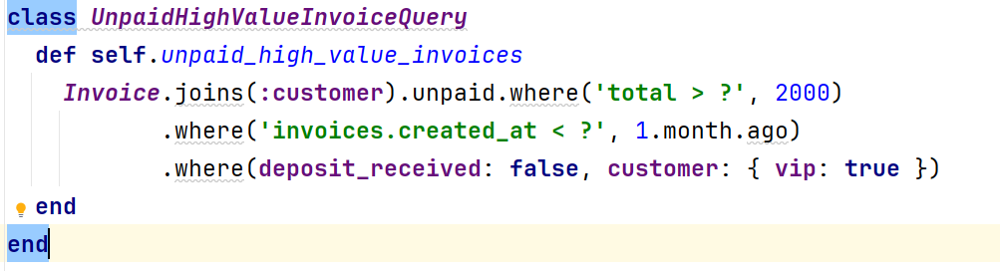 class UnpaidHighValueInvoiceQuery
  def self.unpaid_high_value_invoices
    Invoice.joins(:customer).unpaid.where('total > ?', 2000)
           .where('invoices.created_at < ?', 1.month.ago)
           .where(deposit_received: false, customer: { vip: true })
  end
end